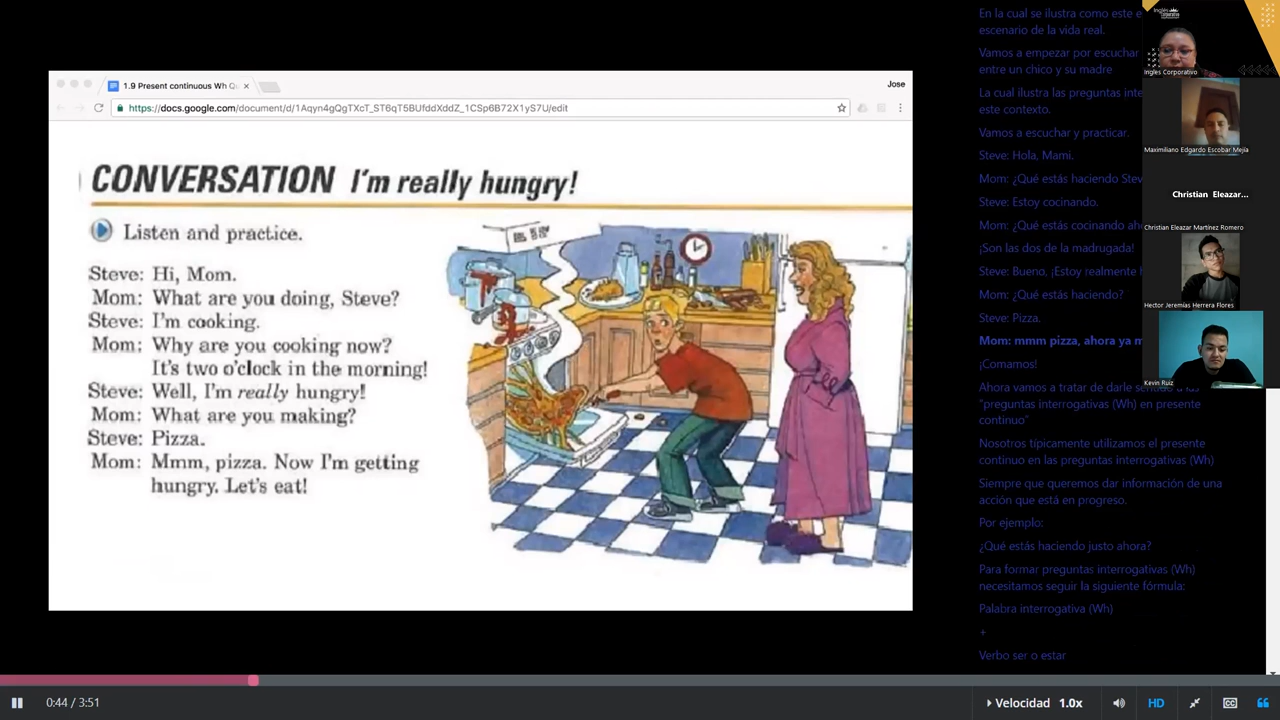 1.9 Present continuous Wh Q
Jose
https://docs.google.com/document/d/1Aqyn4gQgTXcT_ST6qT5BUfddXddZ_1CSp6B72X1yS7U/edit
CONVERSATION I'm really hungry!
Listen and practice.
Steve: Hi, Mom.
Mom: What are you doing, Steve?
Steve: I'm cooking.
Mom: Why are you cooking now?
It's two o'clock in the morning!
Steve: Well, I'm really hungry!
Mom: What are you making?
Steve: Pizza.
Mom: Mmm, pizza. Now I'm getting
hungry. Let's eat!
En la cual se ilustra como este e
escenario de la vida real.
Vamos a empezar por escuchar
entre un chico y su madre
La cual ilustra las preguntas inte
este contexto.
Vamos a escuchar y practicar.
Steve: Hola, Mami.
Mom: ¿Qué estás haciendo Stev
Steve: Estoy cocinando.
Mom: ¿Qué estás cocinando ah
¡Son las dos de la madrugada!
Steve: Bueno, ¡Estoy realmente h
Mom: ¿Qué estás haciendo?
Steve: Pizza.
Mom: mmm pizza, ahora ya m
¡Comamos!
Ahora vamos a tratar de darle sentido a las
"preguntas interrogativas (Wh) en presente
continuo"
Nosotros típicamente utilizamos el presente
continuo en las preguntas interrogativas (Wh)
Siempre que queremos dar información de una
acción que está en progreso.
Por ejemplo:
¿Qué estás haciendo justo ahora?
Para formar preguntas interrogativas (Wh)
necesitamos seguir la siguiente fórmula:
Palabra interrogativa (Wh)
+
Verbo ser o estar
Inglés
Ingles Corporativo
Maximiliano Edgardo Escobar Mejía
Christian Eleazar...
Christian Eleazar Martínez Romero
Hector Jeremías Herrera Flores
Kevin Ruiz
0:44 / 3:51
Velocidad 1.0x
HD
CC